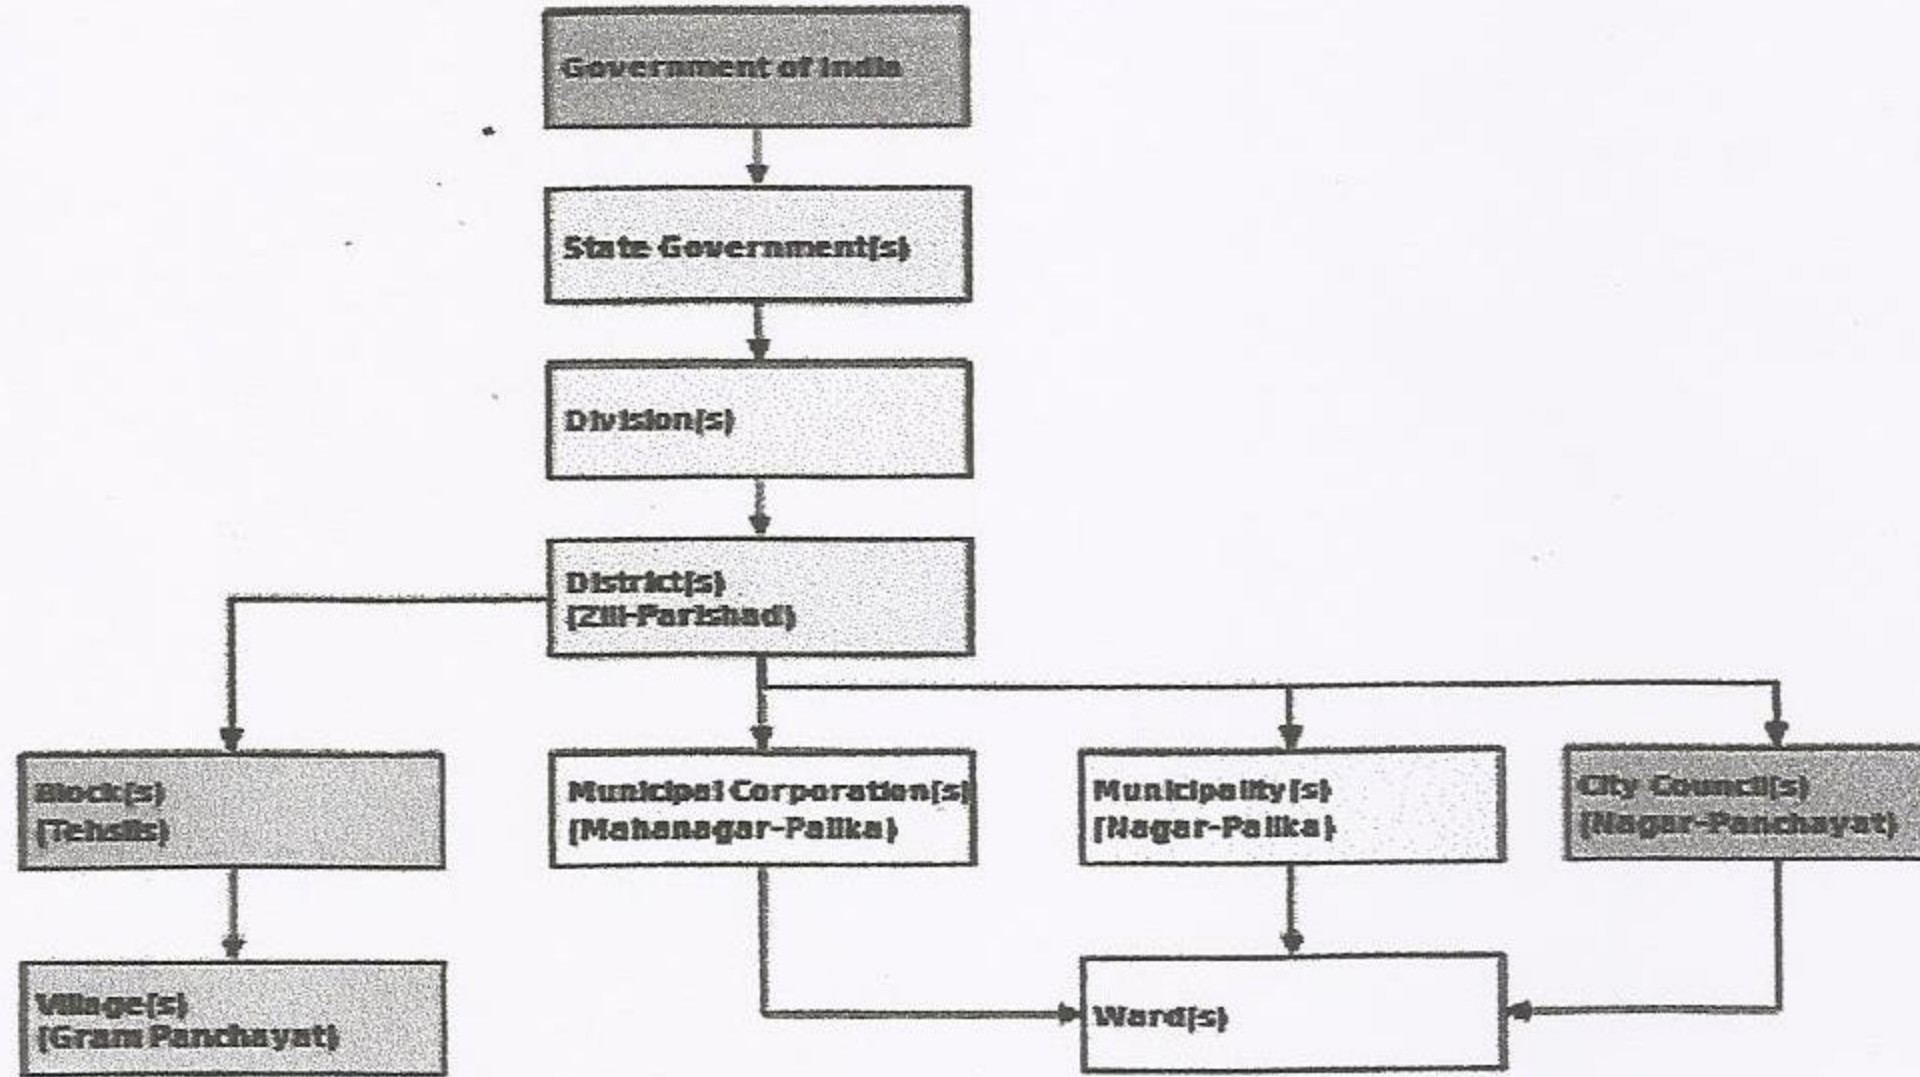 Government of India
State Government(s)
Division(s)
District(s)
(Zill-Parishad)
Block(s)
(Tehsils)
Municipal Corporation(s)
(Mahanagar-Palika)
Municipality(s)
(Nagar-Palika)
City Council(s)
(Nagar-Panchayat)
Village(s)
(Gram Panchayat)
Ward(s)